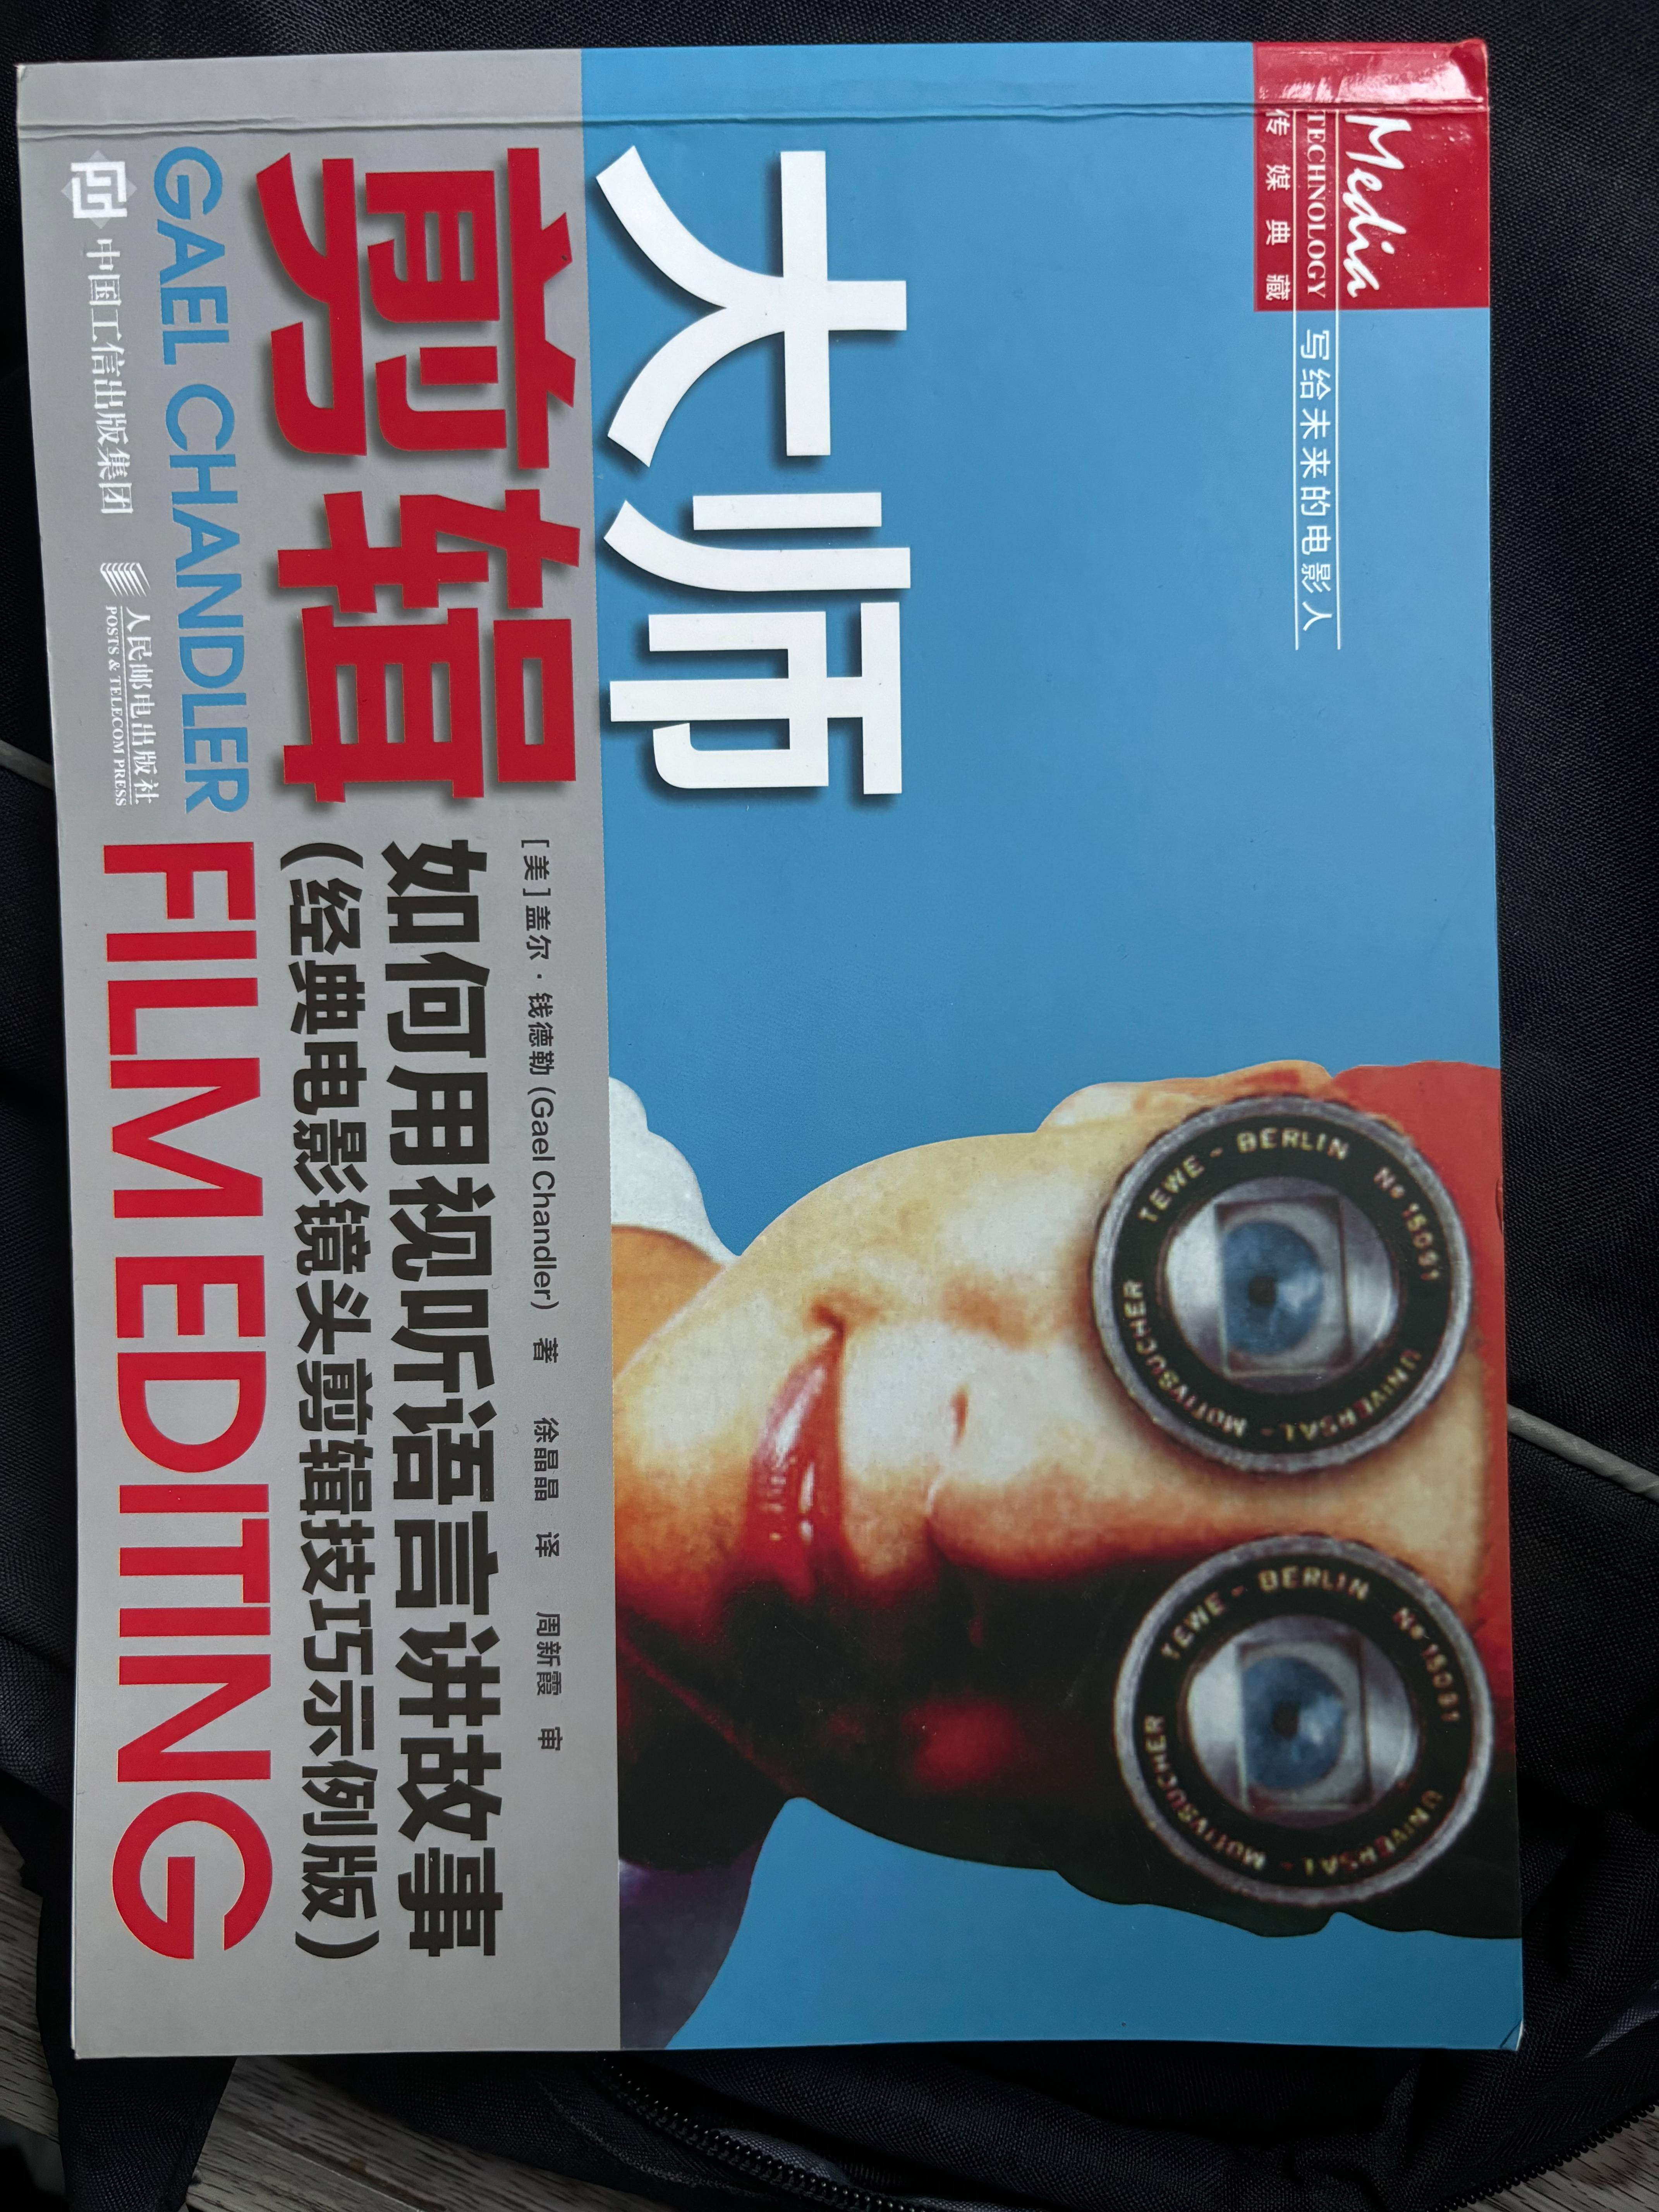 Media
TECHNOLOGY
传媒典藏
写给未来的电影人
大师
剪辑
[美]盖尔·钱德勒(Gael Chandler) 著 徐晶晶 译 周新霞 审
如何用视听语言讲故事
(经典电影镜头剪辑技巧示例版)
GAEL CHANDLER FILM EDITING
中国工信出版集团
人民邮电出版社
POSTS & TELECOM PRESS
TEWE - BERLIN Nº 15091
UNIVERSAL - MOTIVSUCHER
TEWE - BERLIN Nº 15091
UNIVERSAL - MOTIVSUCHER